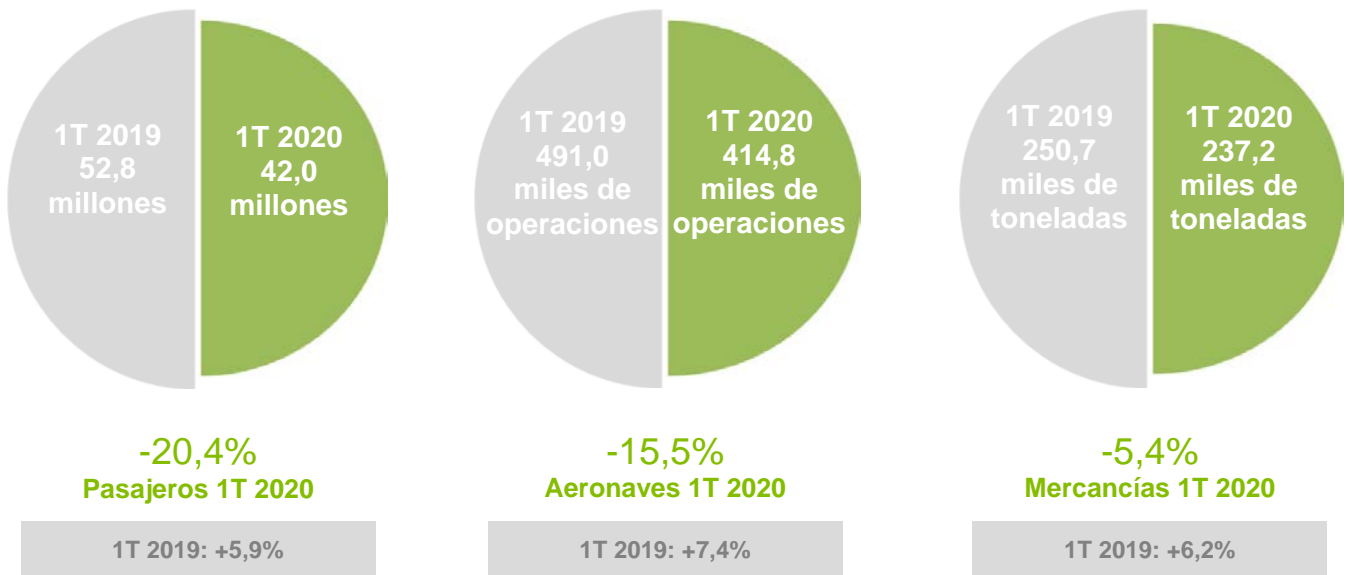 1T 2019
52,8
millones
1T 2020
42,0
millones
-20,4%
Pasajeros 1T 2020
1T 2019: +5,9%
1T 2019
491,0
miles de
operaciones
1T 2020
414,8
miles de
operaciones
-15,5%
Aeronaves 1T 2020
1T 2019: +7,4%
1T 2019
250,7
miles de
toneladas
1T 2020
237,2
miles de
toneladas
-5,4%
Mercancías 1T 2020
1T 2019: +6,2%